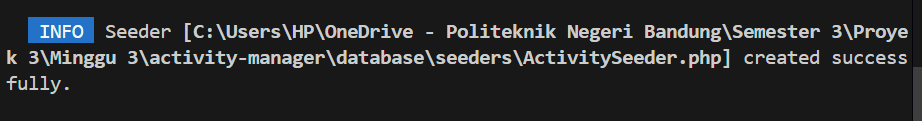 INFO Seeder [C:\Users\HP\OneDrive - Politeknik Negeri Bandung\Semester 3\Proye
k 3\Minggu 3\activity-manager\database\seeders\ActivitySeeder.php] created success
fully.